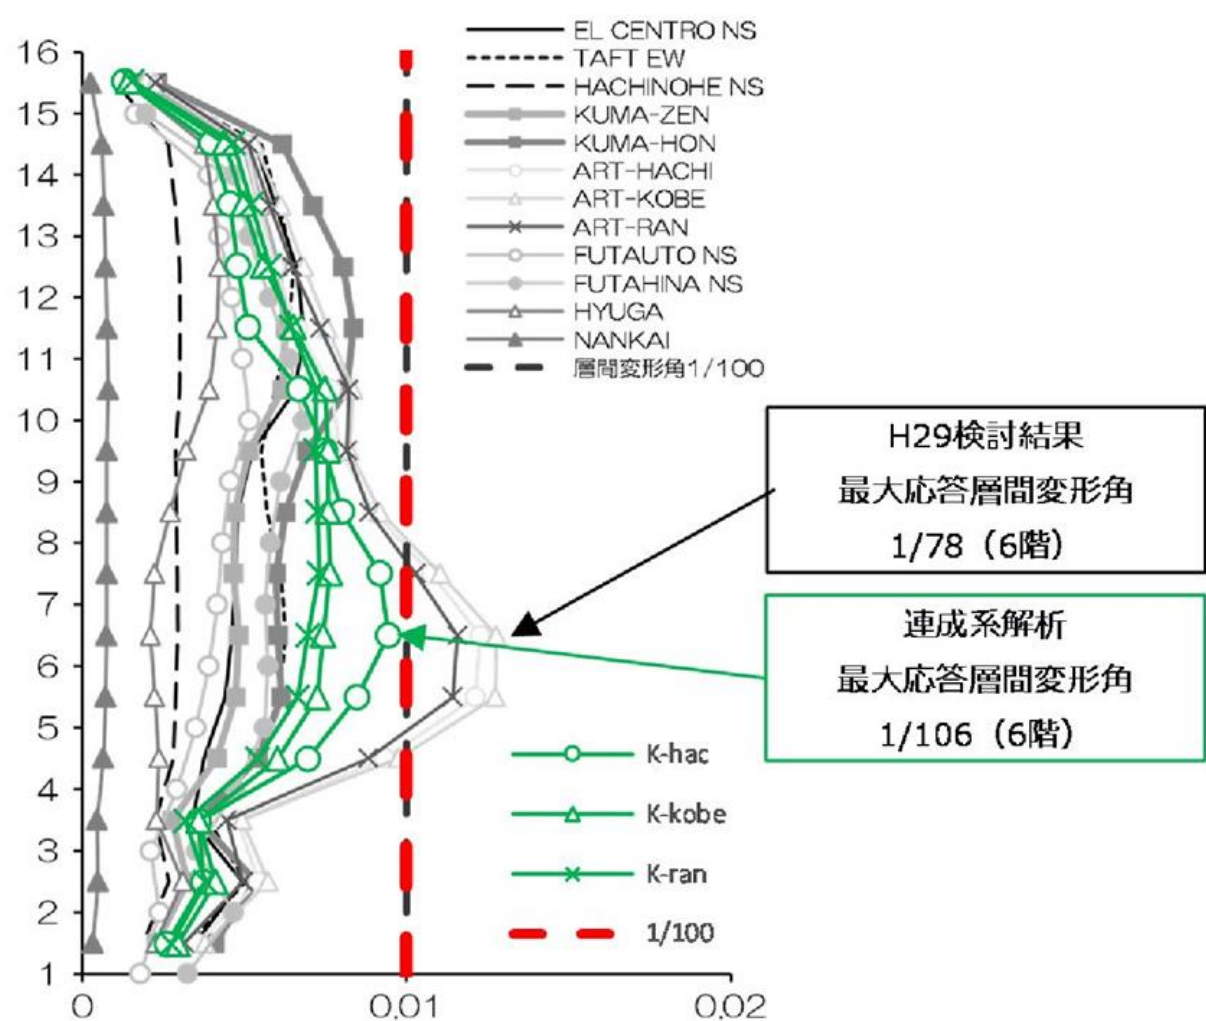 16
15
14
13
12
11
10
9
8
7
6
5
4
3
2
1
0
0.01
0.02
EL CENTRO NS
TAFT EW
HACHINOHE NS
KUMA-ZEN
KUMA-HON
ART-HACHI
ART-KOBE
ART-RAN
FUTAUTO NS
FUTAHINA NS
HYUGA
NANKAI
層間変形角1/100
H29検討結果
最大応答層間変形角
1/78（6階）
連成系解析
最大応答層間変形角
1/106（6階）
K-hac
K-kobe
K-ran
1/100